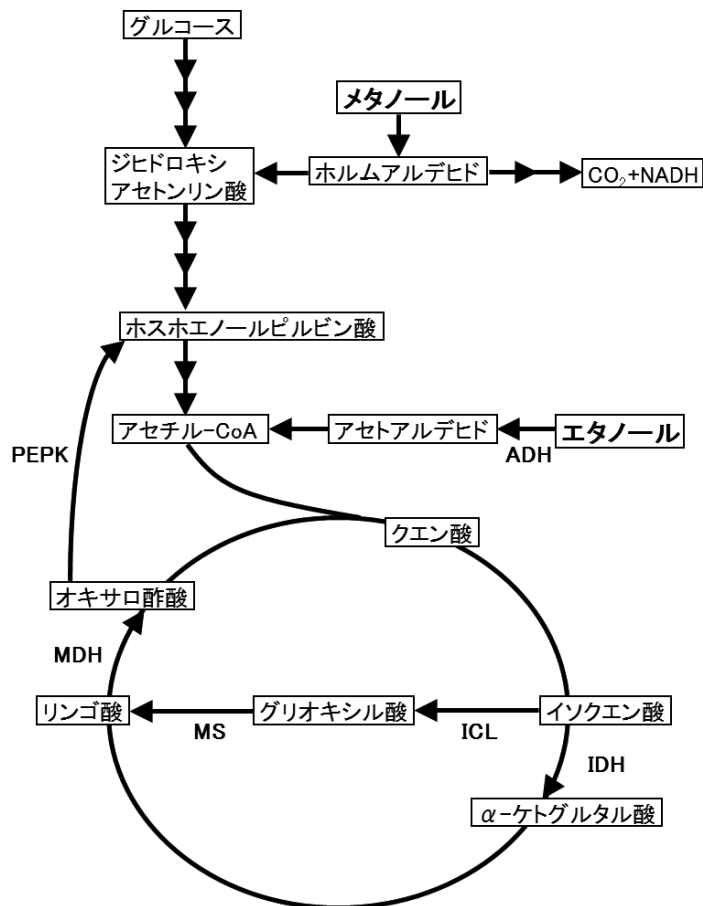 グルコース
メタノール
ジヒドロキシ
アセトンリン酸
ホルムアルデヒド
CO₂+NADH
ホスホエノールピルビン酸
アセチル-CoA
アセトアルデヒド
エタノール
PEPK
ADH
クエン酸
オキサロ酢酸
MDH
リンゴ酸
グリオキシル酸
イソクエン酸
MS
ICL
IDH
α-ケトグルタル酸